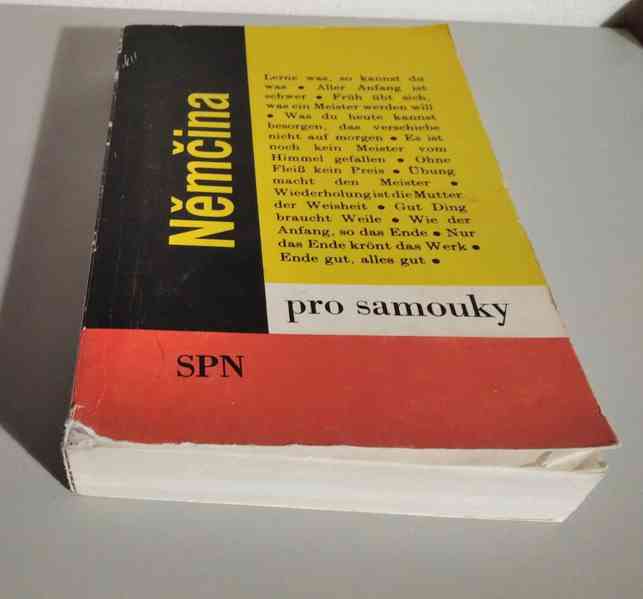 Němčina
Lerne was, so kannst du
was • Aller Anfang ist
schwer • Früh übt sich,
was ein Meister werden will
• Was du heute kannst
besorgen, das verschiebe
nicht auf morgen • Es ist
noch kein Meister vom
Himmel gefallen • Ohne
Fleiß kein Preis • Übung
macht den Meister •
Wiederholung ist die Mutter
der Weisheit • Gut Ding
braucht Weile • Wie der
Anfang, so das Ende • Nur
das Ende krönt das Werk •
Ende gut, alles gut •
pro samouky
SPN